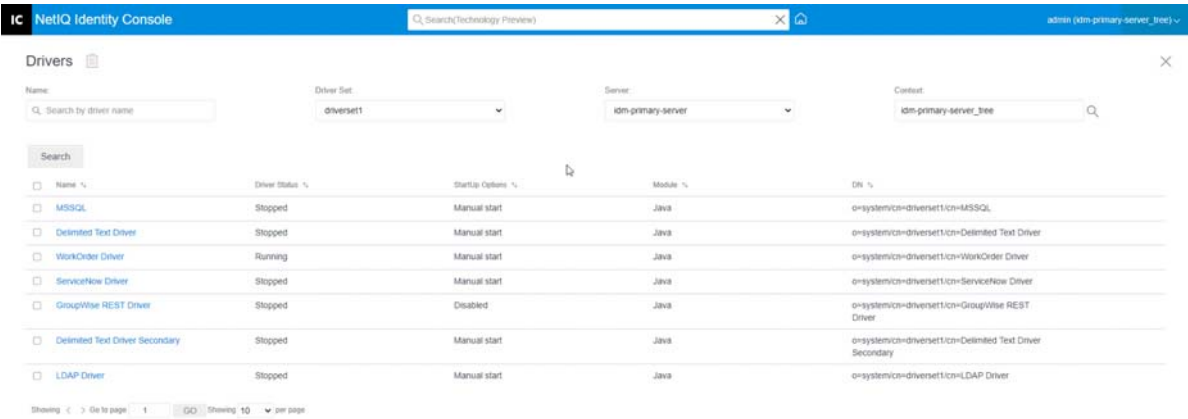 IC NetIQ Identity Console Search(Technology Preview) admin (idm-primary-server_tree)
Drivers
Name: Driver Set: Server: Context:
Search by driver name driverset1 idm-primary-server idm-primary-server_tree
Search
Name Driver Status StartUp Options Module DN
MSSQL Stopped Manual start Java o=system/cn=driverset1/cn=MSSQL
Delimited Text Driver Stopped Manual start Java o=system/cn=driverset1/cn=Delimited Text Driver
WorkOrder Driver Running Manual start Java o=system/cn=driverset1/cn=WorkOrder Driver
ServiceNow Driver Stopped Manual start Java o=system/cn=driverset1/cn=ServiceNow Driver
GroupWise REST Driver Stopped Disabled Java o=system/cn=driverset1/cn=GroupWise REST
Driver
Delimited Text Driver Secondary Stopped Manual start Java o=system/cn=driverset1/cn=Delimited Text Driver
Secondary
LDAP Driver Stopped Manual start Java o=system/cn=driverset1/cn=LDAP Driver
Showing < > Go to page 1 GO Showing 10 per page